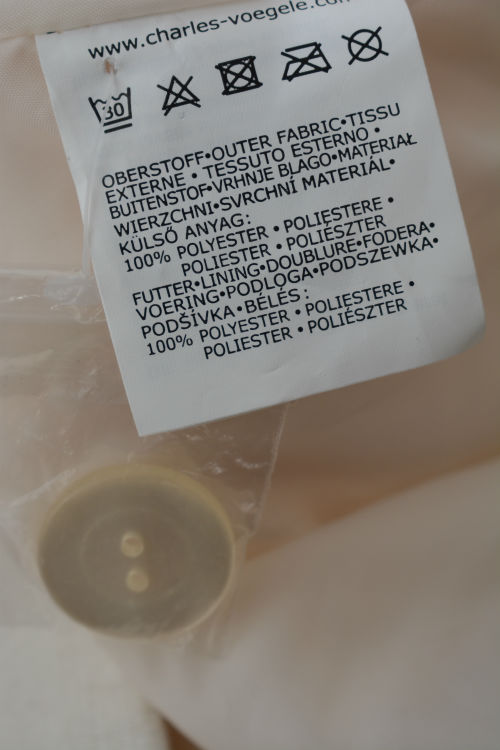 www.charles-voegele.com
30
OBERSTOFF•OUTER FABRIC•TISSU
EXTERNE • TESSUTO ESTERNO •
BUITENSTOF•VRHNJE BLAGO•MATERIAŁ
WIERZCHNI•SVRCHNÍ MATERIÁL•
KÜLSŐ ANYAG:
100% POLYESTER • POLIESTERE •
POLIESTER • POLIÉSZTER
FUTTER•LINING•DOUBLURE•FODERA•
VOERING•PODLOGA•PODSZEWKA•
PODŠÍVKA•BÉLÉS:
100% POLYESTER • POLIESTERE •
POLIESTER • POLIÉSZTER